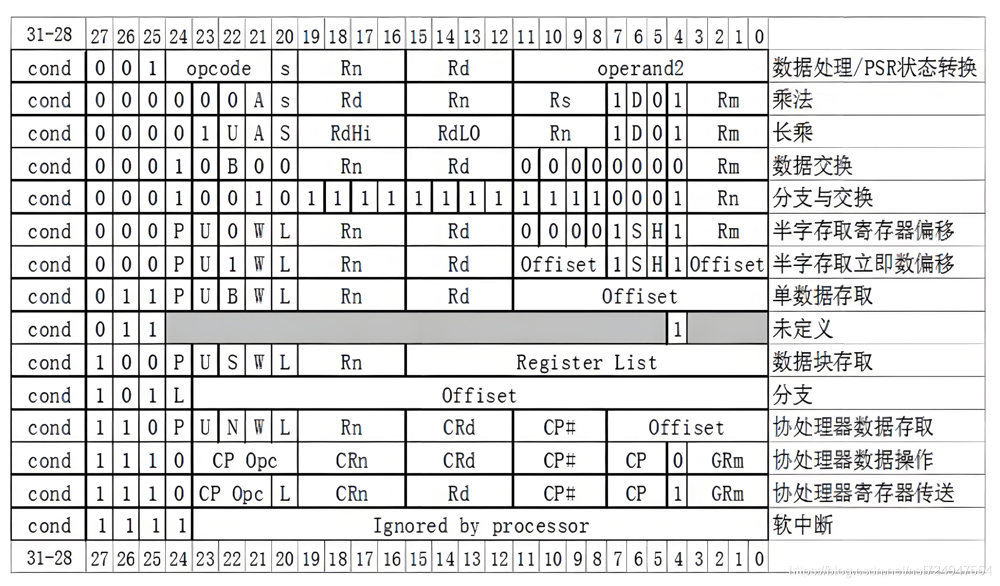 31-28 27 26 25 24 23 22 21 20 19 18 17 16 15 14 13 12 11 10 9 8 7 6 5 4 3 2 1 0
cond 0 0 1 opcode s Rn Rd operand2 数据处理/PSR状态转换
cond 0 0 0 0 0 0 A s Rd Rn Rs 1 D 0 1 Rm 乘法
cond 0 0 0 0 1 U A S RdHi RdLO Rn 1 D 0 1 Rm 长乘
cond 0 0 0 1 0 B 0 0 Rn Rd 0 0 0 0 0 0 0 0 Rm 数据交换
cond 0 0 0 1 0 0 1 0 1 1 1 1 1 1 1 1 1 1 1 1 0 0 0 1 Rn 分支与交换
cond 0 0 0 P U 0 W L Rn Rd 0 0 0 0 1 S H 1 Rm 半字存取寄存器偏移
cond 0 0 0 P U 1 W L Rn Rd Offiset 1 S H 1 Offiset 半字存取立即数偏移
cond 0 1 1 P U B W L Rn Rd Offiset 单数据存取
cond 0 1 1 1 未定义
cond 1 0 0 P U S W L Rn Register List 数据块存取
cond 1 0 1 L Offiset 分支
cond 1 1 0 P U N W L Rn CRd CP# Offiset 协处理器数据存取
cond 1 1 1 0 CP Opc CRn CRd CP# CP 0 GRm 协处理器数据操作
cond 1 1 1 0 CP Opc L CRn Rd CP# CP 1 GRm 协处理器寄存器传送
cond 1 1 1 1 Ignored by processor 软中断
31-28 27 26 25 24 23 22 21 20 19 18 17 16 15 14 13 12 11 10 9 8 7 6 5 4 3 2 1 0